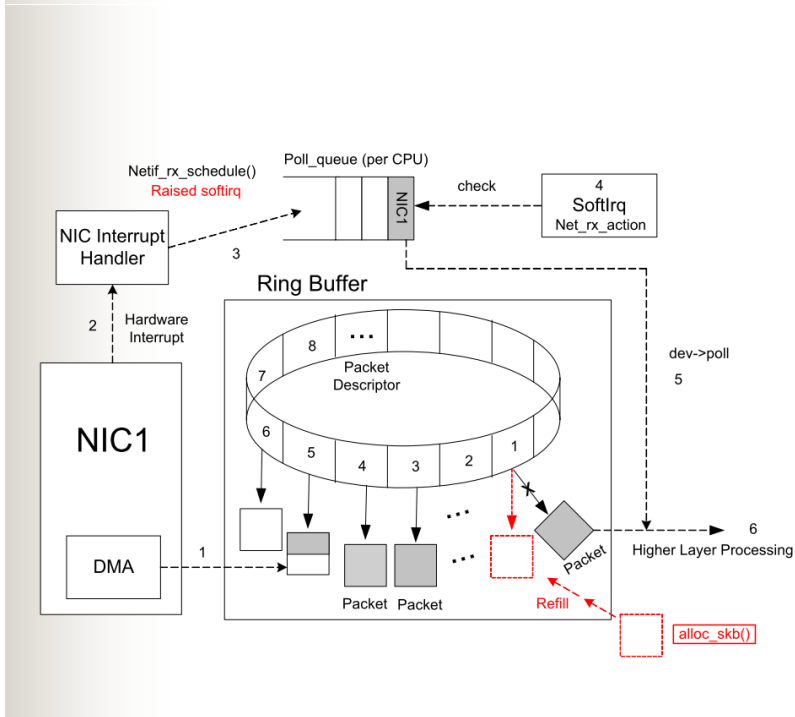 Poll_queue (per CPU)
Netif_rx_schedule()
Raised softirq
NIC1
check
4
SoftIrq
Net_rx_action
NIC Interrupt
Handler
3
Ring Buffer
2
Hardware
Interrupt
8
...
7
Packet
Descriptor
dev->poll
5
NIC1
6
5
4
3
2
1
x
...
...
DMA
1
Packet
Packet
Packet
6
Higher Layer Processing
Refill
alloc_skb()